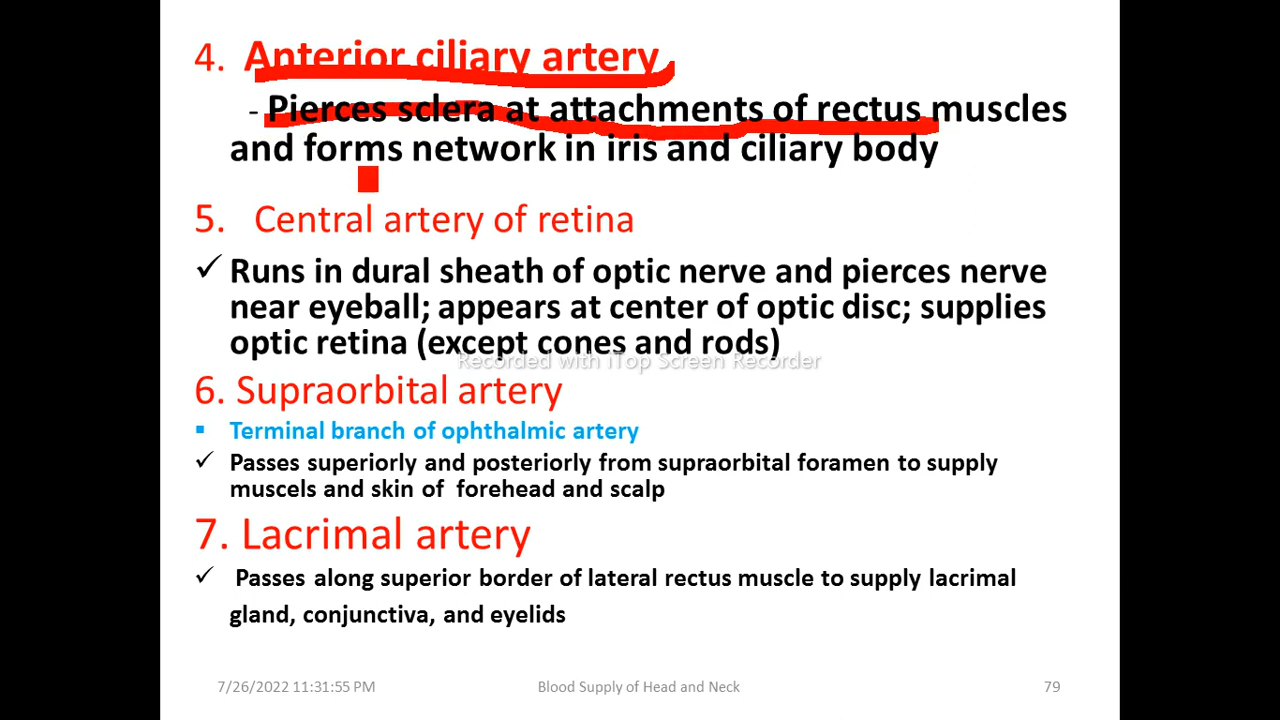 4. Anterior ciliary artery
- Pierces sclera at attachments of rectus muscles
and forms network in iris and ciliary body
5. Central artery of retina
✓ Runs in dural sheath of optic nerve and pierces nerve
near eyeball; appears at center of optic disc; supplies
optic retina (except cones and rods)
Recorded with iTop Screen Recorder
6. Supraorbital artery
▪ Terminal branch of ophthalmic artery
✓ Passes superiorly and posteriorly from supraorbital foramen to supply
muscels and skin of forehead and scalp
7. Lacrimal artery
✓ Passes along superior border of lateral rectus muscle to supply lacrimal
gland, conjunctiva, and eyelids
7/26/2022 11:31:55 PM Blood Supply of Head and Neck 79